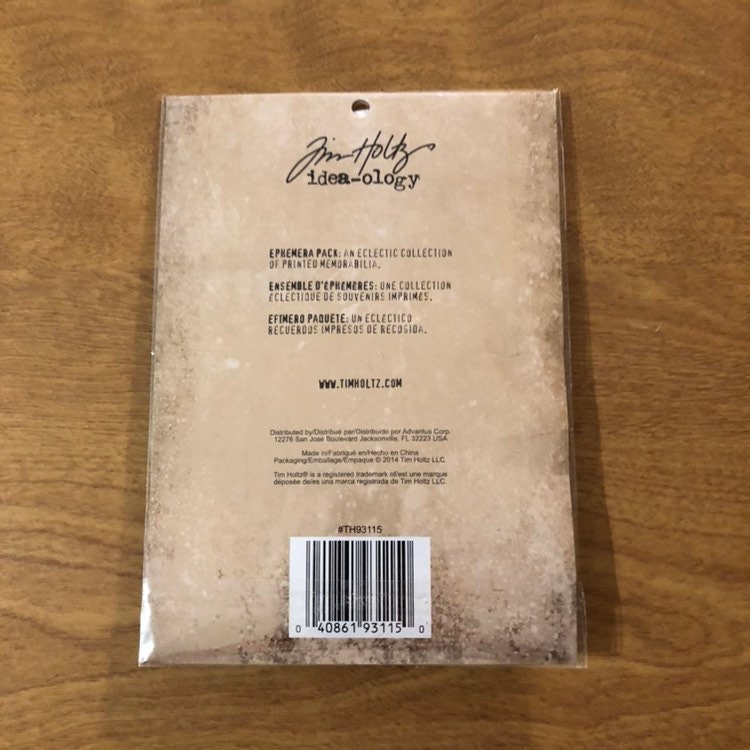 Tim Holtz
idea-ology
EPHEMERA PACK: AN ECLECTIC COLLECTION
OF PRINTED MEMORABILIA.
ENSEMBLE D'ÉPHÉMÈRES: UNE COLLECTION
ÉCLECTIQUE DE SOUVENIRS IMPRIMÉS.
EFÍMERO PAQUETE: UN ECLÉCTICO
RECUERDOS IMPRESOS DE RECOGIDA.
WWW.TIMHOLTZ.COM
Distributed by/Distribué par/Distribuido por Advantus Corp.
12276 San José Boulevard Jacksonville, FL 32223 USA
Made in/Fabriqué en/Hecho en China
Packaging/Emballage/Empaque © 2014 Tim Holtz LLC.
Tim Holtz® is a registered trademark of/est une marque
déposée de/es una marca registrada de Tim Holtz LLC.
#TH93115
0 40861 93115 0